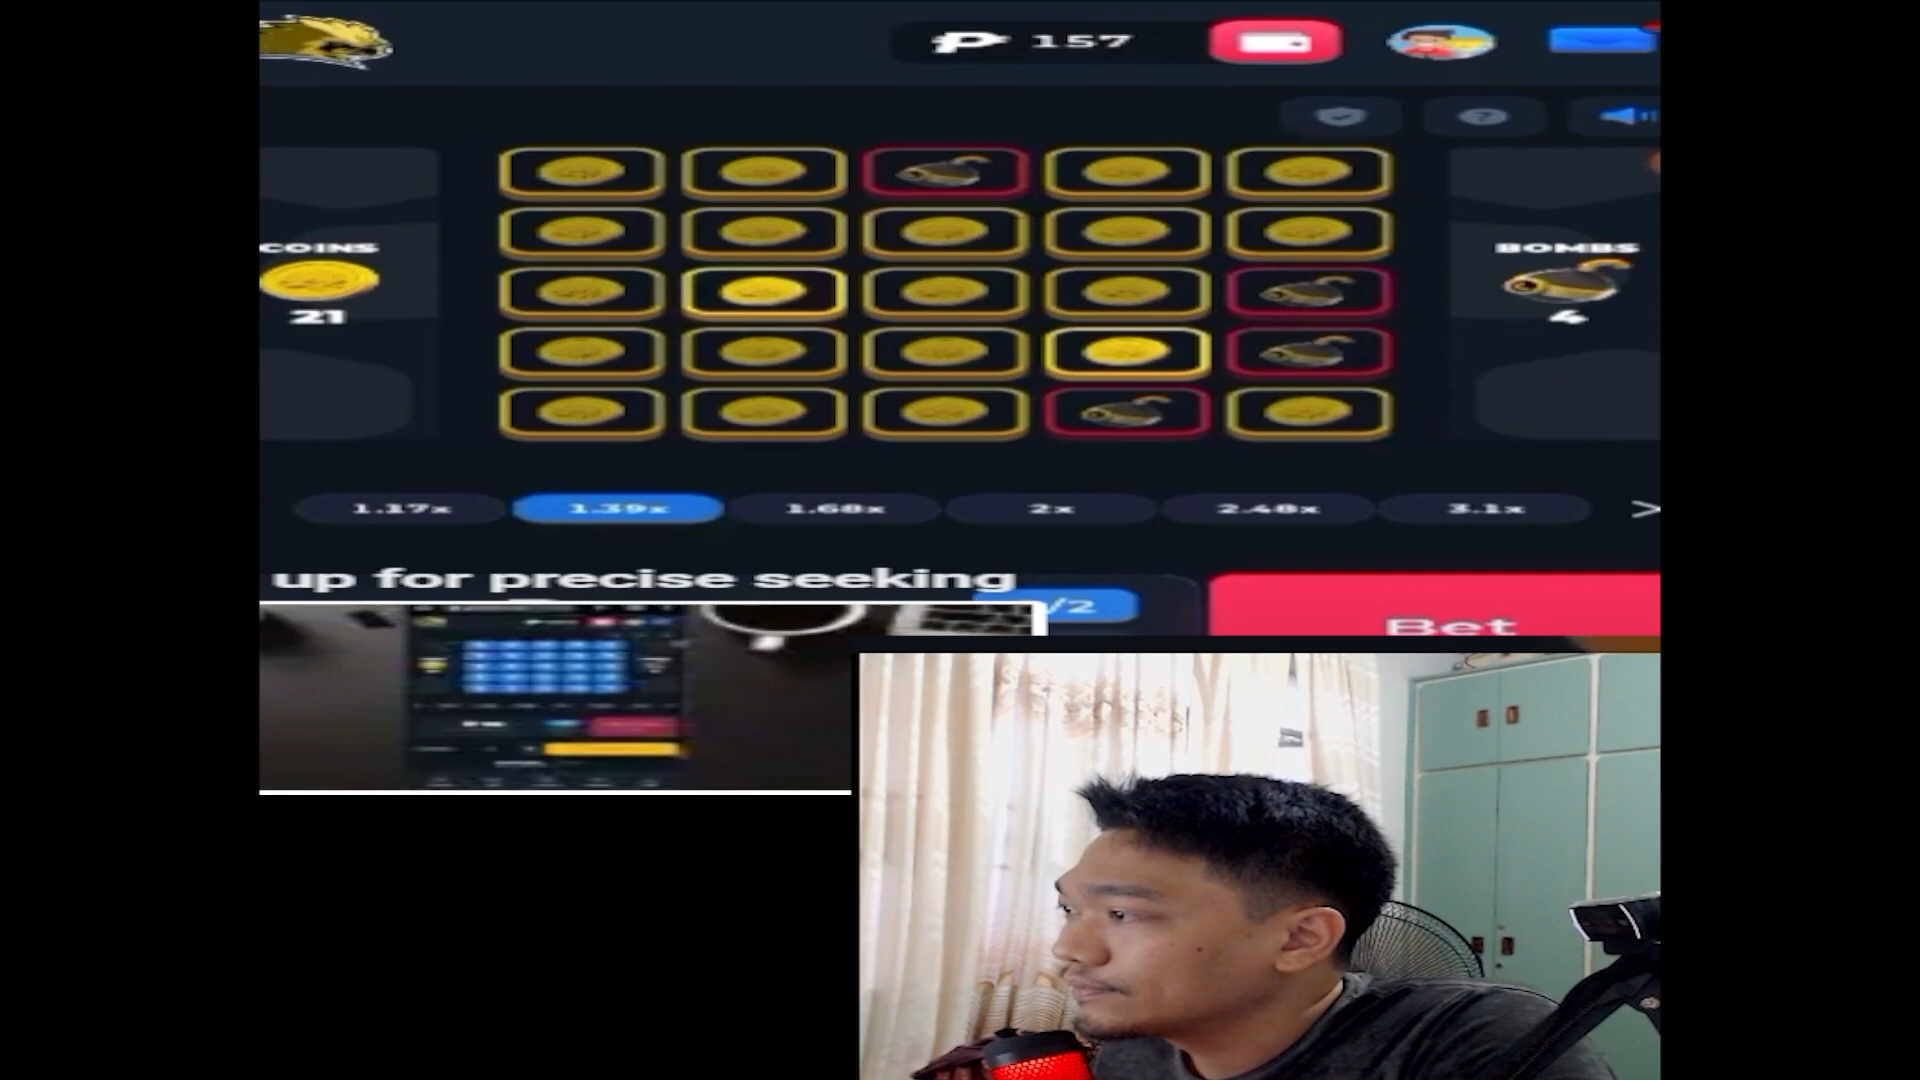 157
COINS
21
BOMBS
4
1.17x 1.39x 1.68x 2x 2.48x 3.1x >
up for precise seeking
/2
Bet